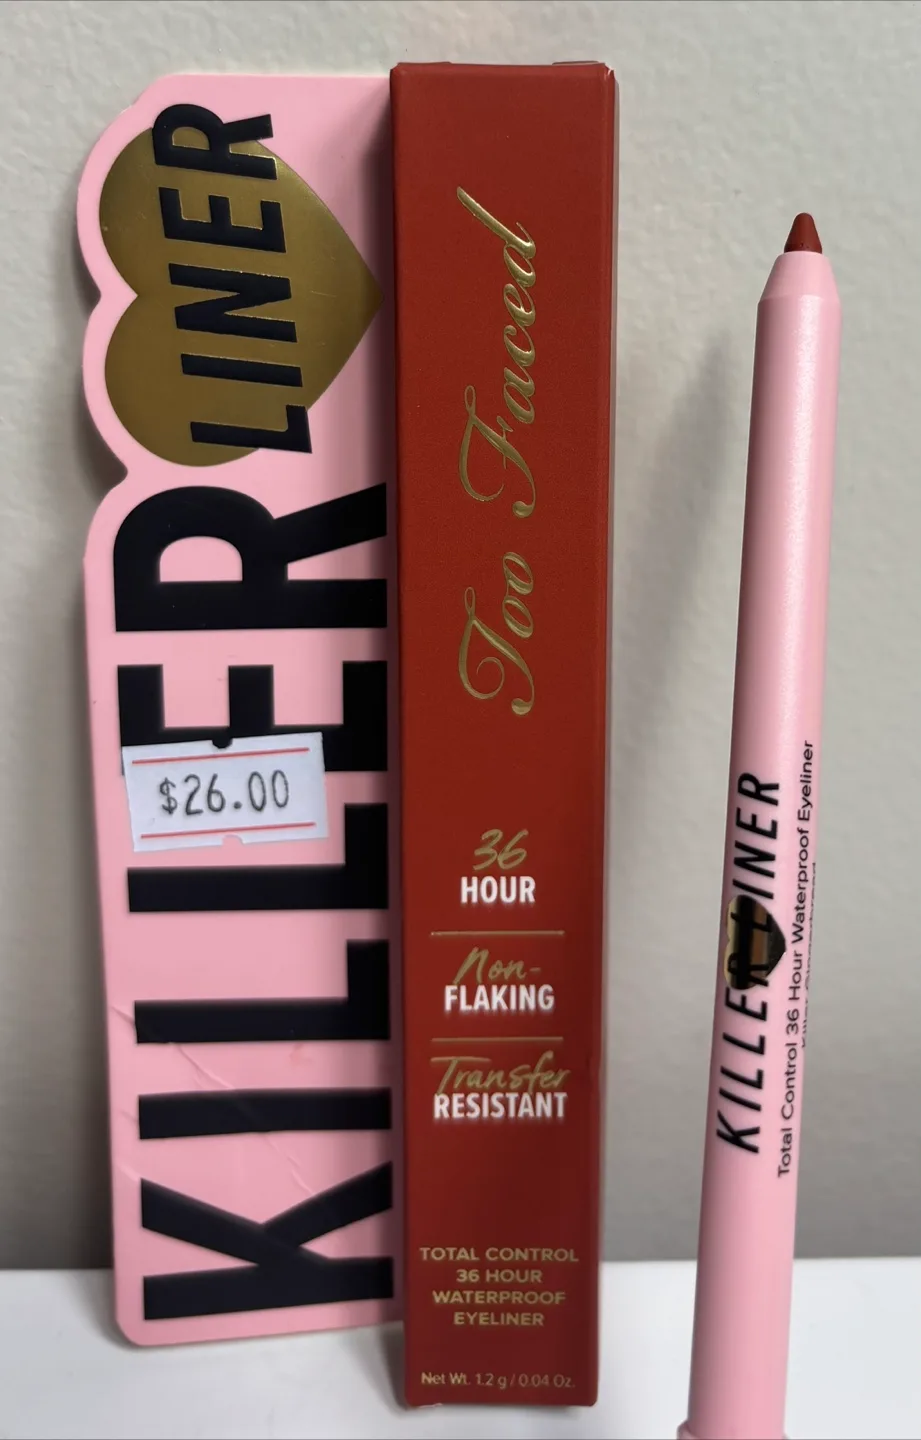 KILLER
LINER
$26.00
Too Faced
36
HOUR
Non-
FLAKING
Transfer
RESISTANT
TOTAL CONTROL
36 HOUR
WATERPROOF
EYELINER
Net Wt. 1.2 g / 0.04 Oz.
KILLER LINER
Total Control 36 Hour Waterproof Eyeliner